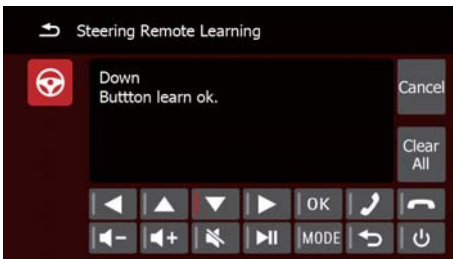 Steering Remote Learning
Down
Buttton learn ok.
Cancel
Clear
All
OK
- + MODE